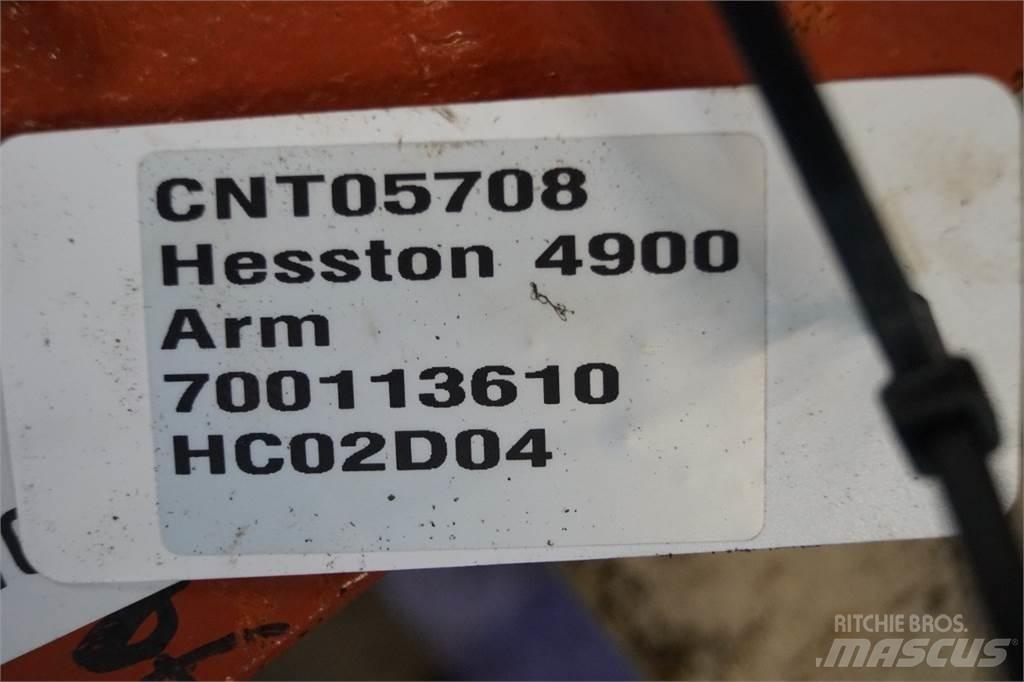 CNT05708
Hesston 4900
Arm
700113610
HC02D04
RITCHIE BROS.
MASCUS